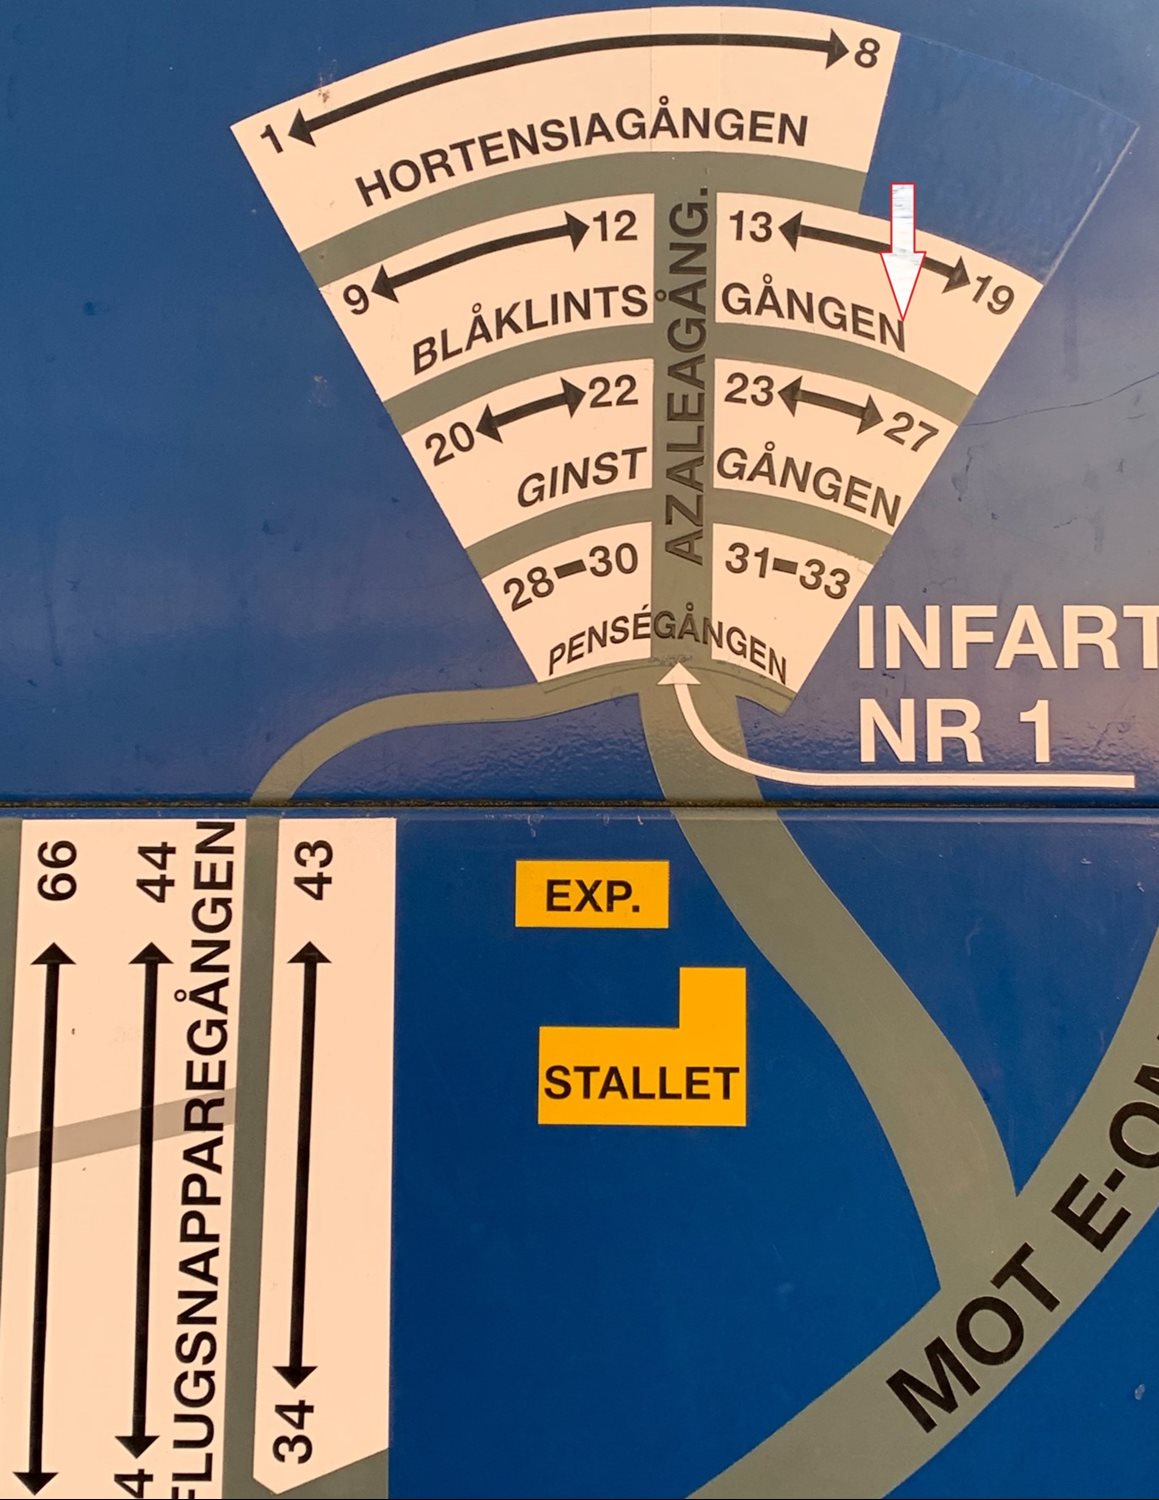 1 8
HORTENSIAGÅNGEN
9 12 13 19
BLÅKLINTS GÅNGEN
AZALEAGÅNG.
20 22 23 27
GINST GÅNGEN
28-30 31-33
PENSÉGÅNGEN
INFART
NR 1
66 44 43
FLUGSNAPPAREGÅNGEN
34
EXP.
STALLET
MOT